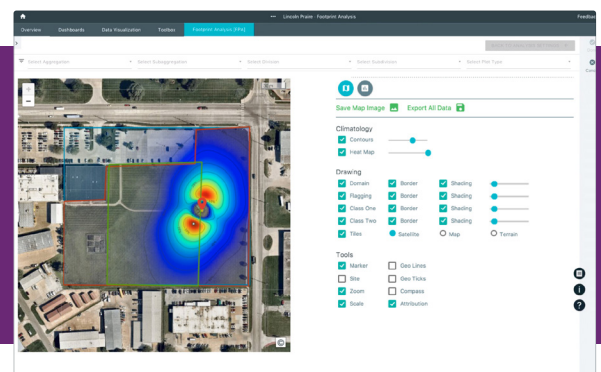 Lincoln Prairie Footprint Analysis
Feedbac
Overview Dashboards Data Visualization Toolbox Footprint Analysis [FPA]
Select Aggregation Select Subaggregation Select Division Select Subdivision Select Plot Type
Save Map Image Export All Data
Climatology
Contours
Heat Map
Drawing
Domain Border Shading
Flagging Border Shading
Class One Border Shading
Class Two Border Shading
Tiles Satellite Map Terrain
Tools
Marker Geo Lines
Site Geo Ticks
Zoom Compass
Scale Attribution